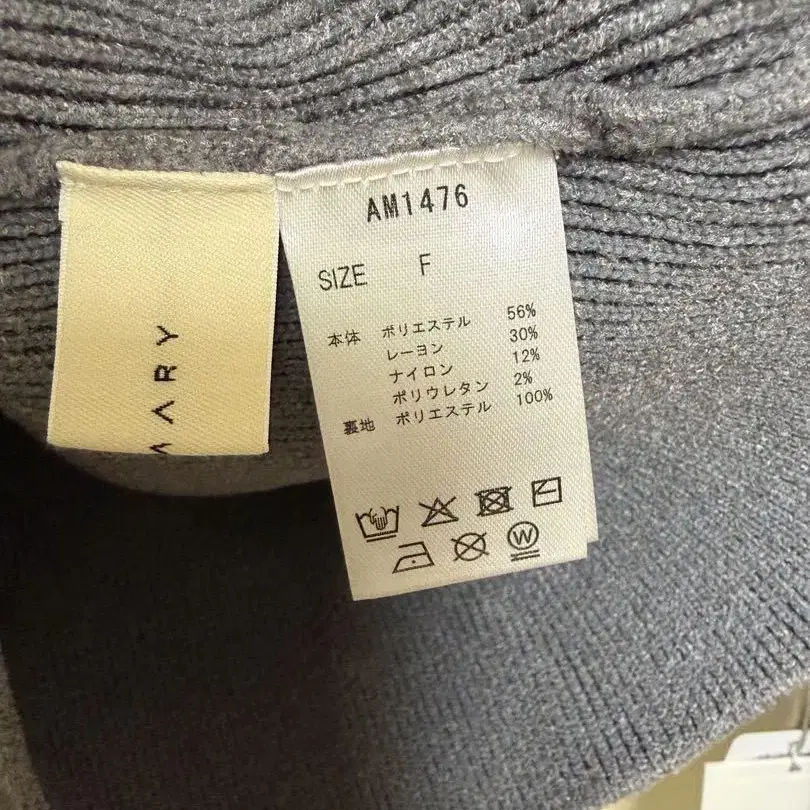 MARY
AM1476
SIZE F
本体 ポリエステル 56%
レーヨン 30%
ナイロン 12%
ポリウレタン 2%
裏地 ポリエステル 100%
W